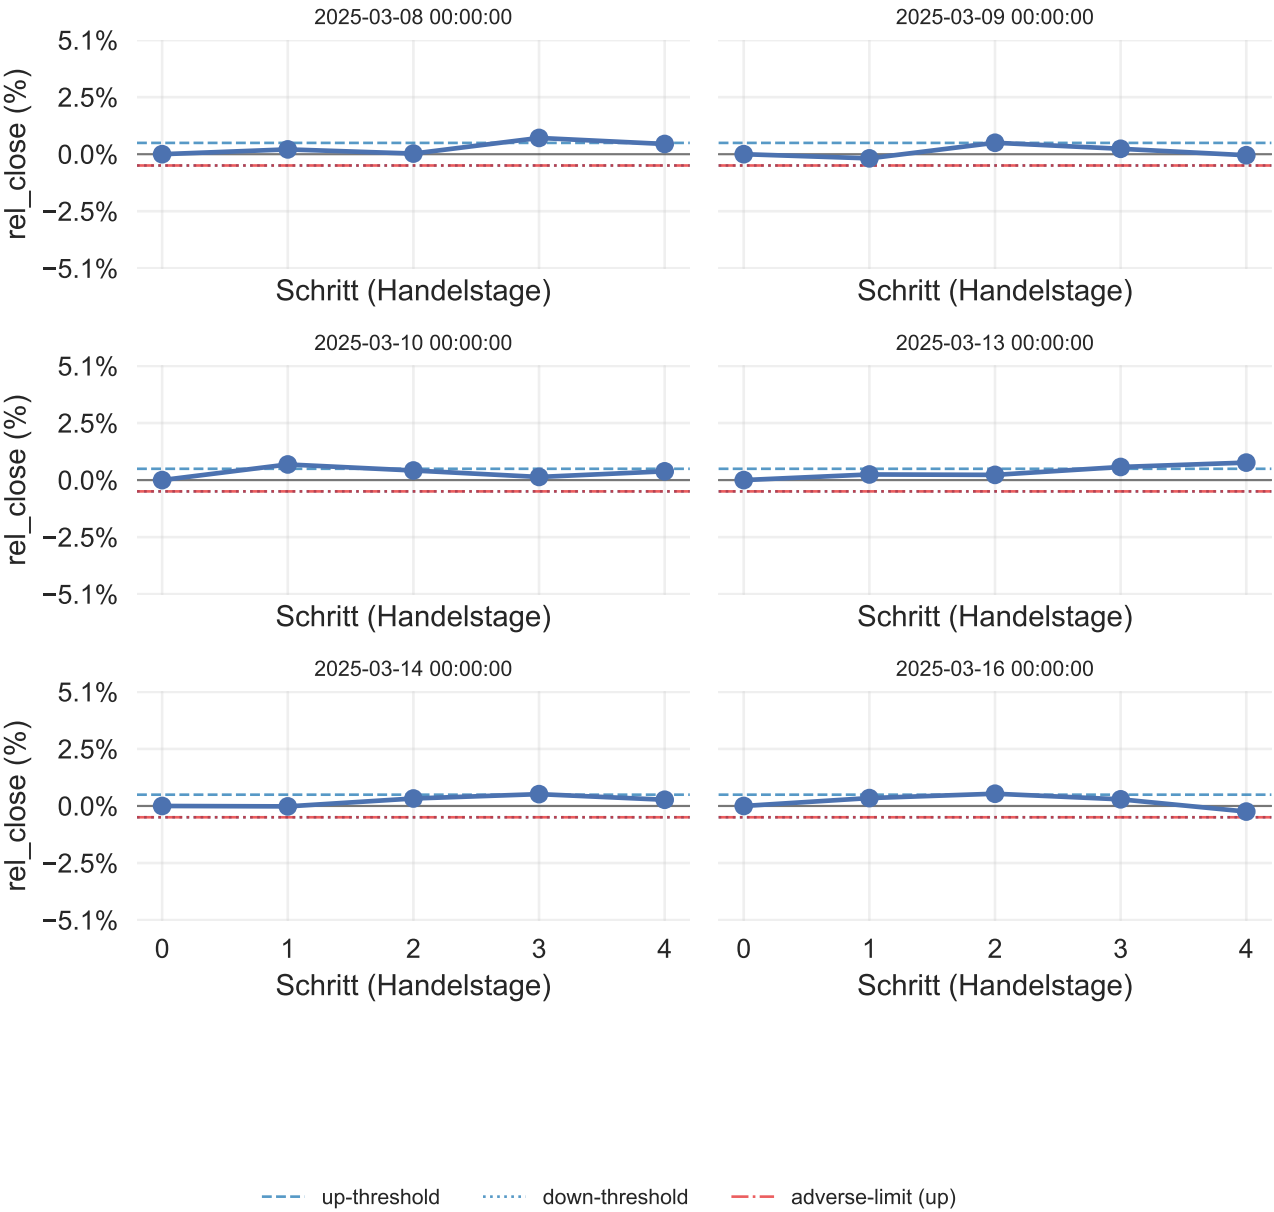 2025-03-08 00:00:00
2025-03-09 00:00:00
5.1%
2.5%
0.0%
−2.5%
−5.1%
rel_close (%)
Schritt (Handelstage)
Schritt (Handelstage)
2025-03-10 00:00:00
2025-03-13 00:00:00
5.1%
2.5%
0.0%
−2.5%
−5.1%
rel_close (%)
Schritt (Handelstage)
Schritt (Handelstage)
2025-03-14 00:00:00
2025-03-16 00:00:00
5.1%
2.5%
0.0%
−2.5%
−5.1%
rel_close (%)
0 1 2 3 4
0 1 2 3 4
Schritt (Handelstage)
Schritt (Handelstage)
up-threshold
down-threshold
adverse-limit (up)